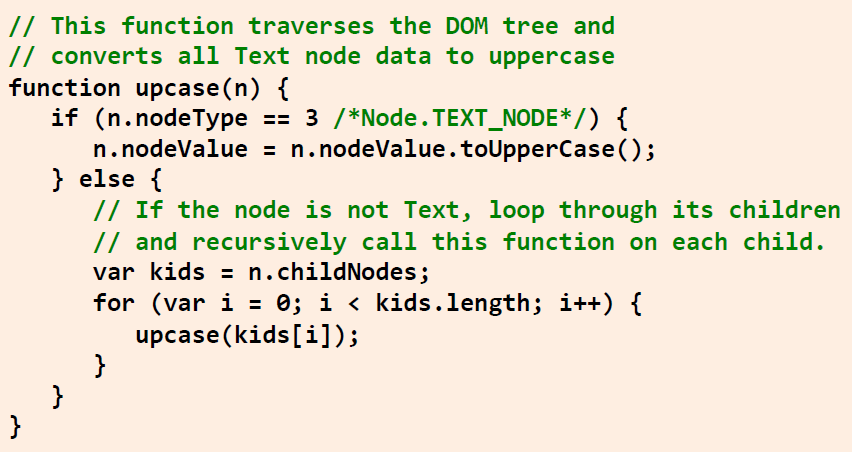 // This function traverses the DOM tree and
// converts all Text node data to uppercase
function upcase(n) {
   if (n.nodeType == 3 /*Node.TEXT_NODE*/) {
      n.nodeValue = n.nodeValue.toUpperCase();
   } else {
      // If the node is not Text, loop through its children
      // and recursively call this function on each child.
      var kids = n.childNodes;
      for (var i = 0; i < kids.length; i++) {
         upcase(kids[i]);
      }
   }
}